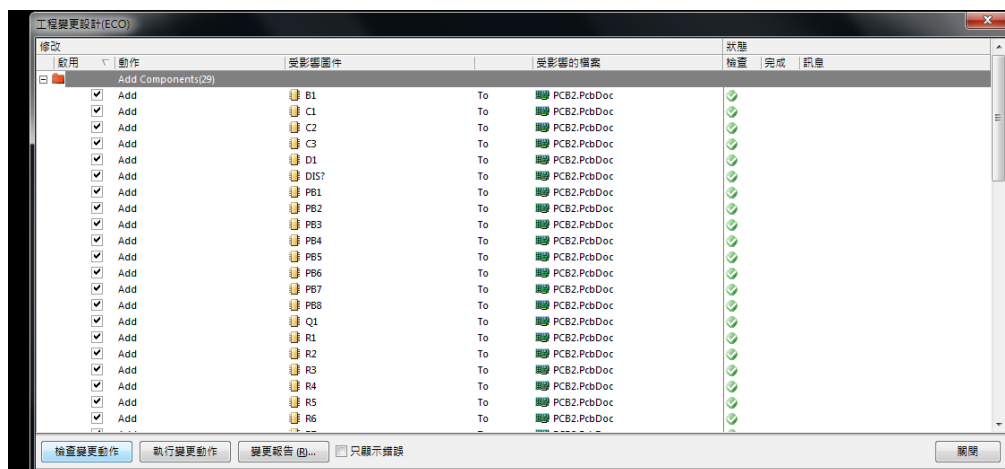 工程變更設計(ECO)
修改 狀態
啟用 動作 受影響圖件 受影響的檔案 檢查 完成 訊息
Add Components(29)
Add B1 To PCB2.PcbDoc
Add C1 To PCB2.PcbDoc
Add C2 To PCB2.PcbDoc
Add C3 To PCB2.PcbDoc
Add D1 To PCB2.PcbDoc
Add DIS? To PCB2.PcbDoc
Add PB1 To PCB2.PcbDoc
Add PB2 To PCB2.PcbDoc
Add PB3 To PCB2.PcbDoc
Add PB4 To PCB2.PcbDoc
Add PB5 To PCB2.PcbDoc
Add PB6 To PCB2.PcbDoc
Add PB7 To PCB2.PcbDoc
Add PB8 To PCB2.PcbDoc
Add Q1 To PCB2.PcbDoc
Add R1 To PCB2.PcbDoc
Add R2 To PCB2.PcbDoc
Add R3 To PCB2.PcbDoc
Add R4 To PCB2.PcbDoc
Add R5 To PCB2.PcbDoc
Add R6 To PCB2.PcbDoc
檢查變更動作 執行變更動作 變更報告 (R)... 只顯示錯誤 關閉